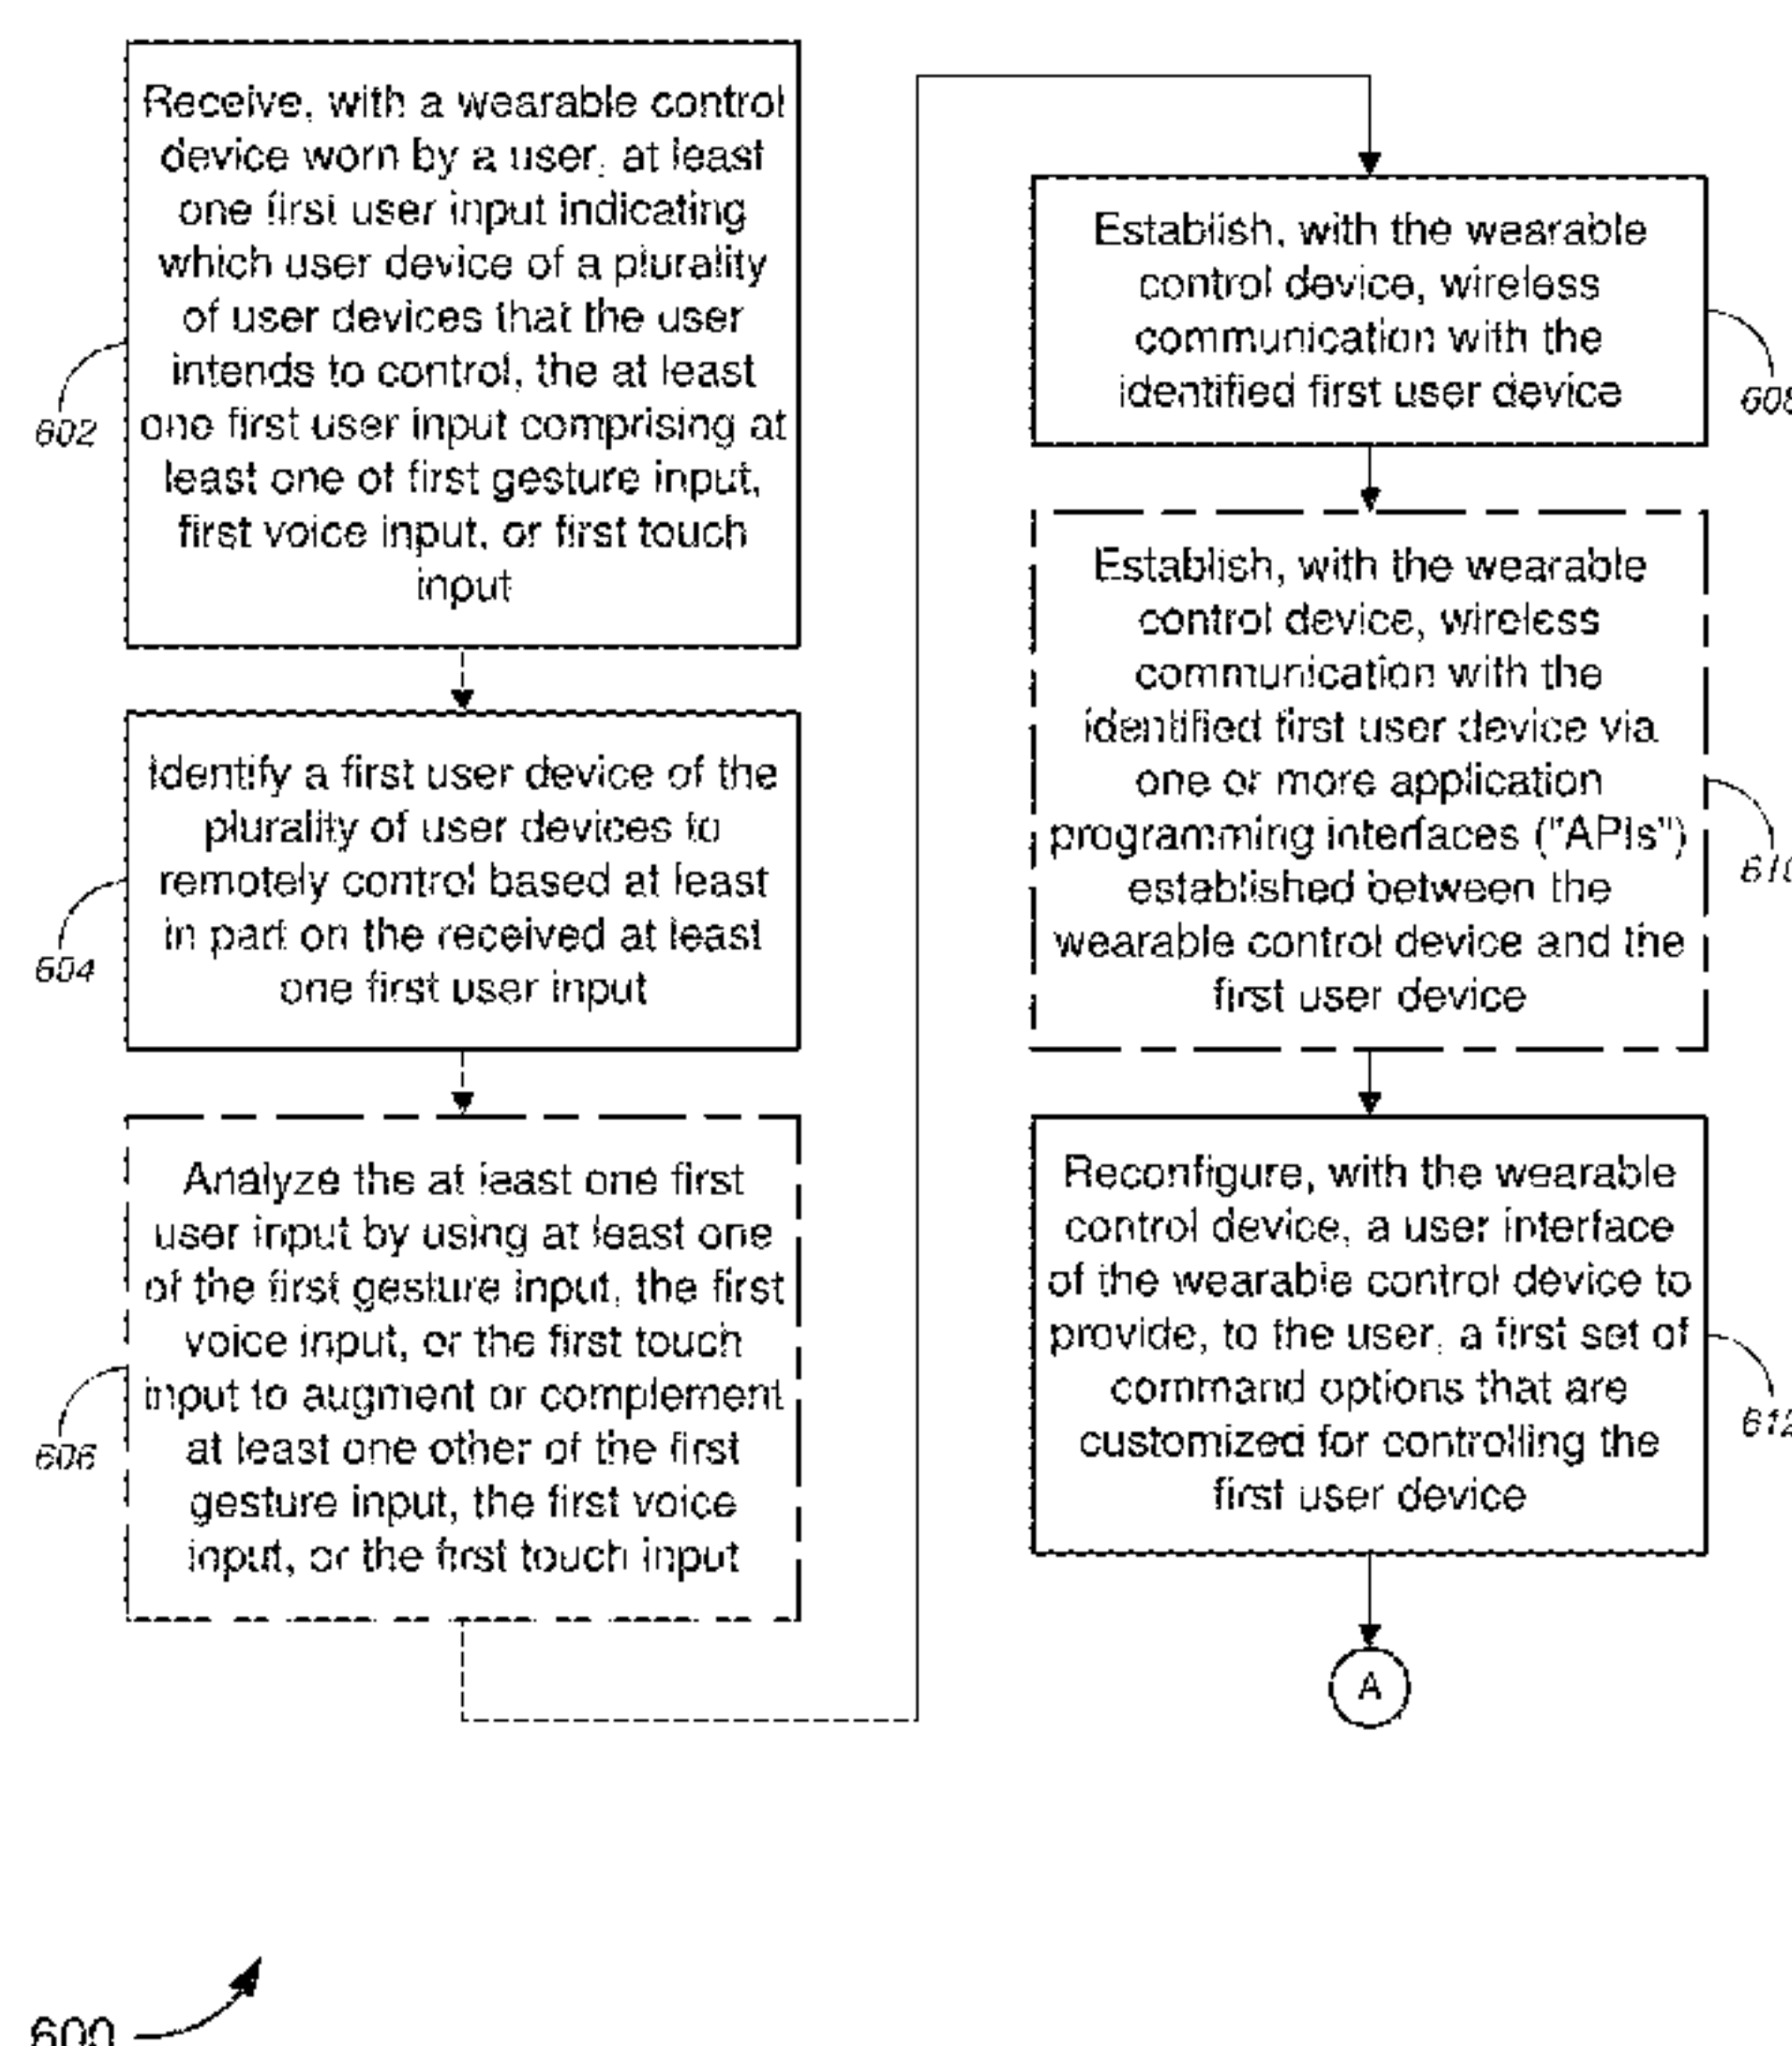 Receive, with a wearable control
device worn by a user, at least
one first user input indicating
which user device of a plurality
of user devices that the user
intends to control, the at least
one first user input comprising at
least one of first gesture input,
first voice input, or first touch
input
602
Identify a first user device of the
plurality of user devices to
remotely control based at least
in part on the received at least
one first user input
604
Analyze the at least one first
user input by using at least one
of the first gesture input, the first
voice input, or the first touch
input to augment or complement
at least one other of the first
gesture input, the first voice
input, or the first touch input
606
Establish, with the wearable
control device, wireless
communication with the
identified first user device
608
Establish, with the wearable
control device, wireless
communication with the
identified first user device via
one or more application
programming interfaces ("APIs")
established between the
wearable control device and the
first user device
610
Reconfigure, with the wearable
control device, a user interface
of the wearable control device to
provide, to the user, a first set of
command options that are
customized for controlling the
first user device
612
A
600